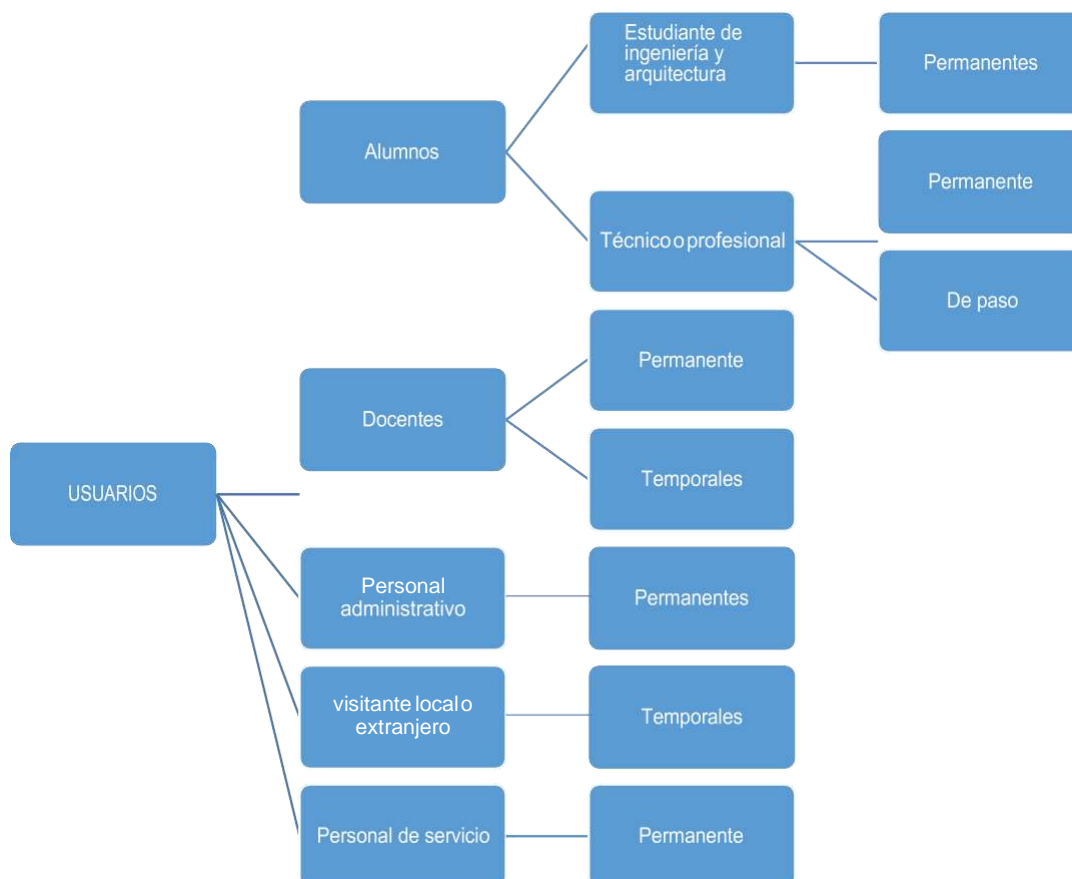 Estudiante de
ingeniería y
arquitectura
Permanentes
Alumnos
Permanente
Técnico o profesional
De paso
Permanente
Docentes
Temporales
USUARIOS
Personal
administrativo
Permanentes
visitante local o
extranjero
Temporales
Personal de servicio
Permanente